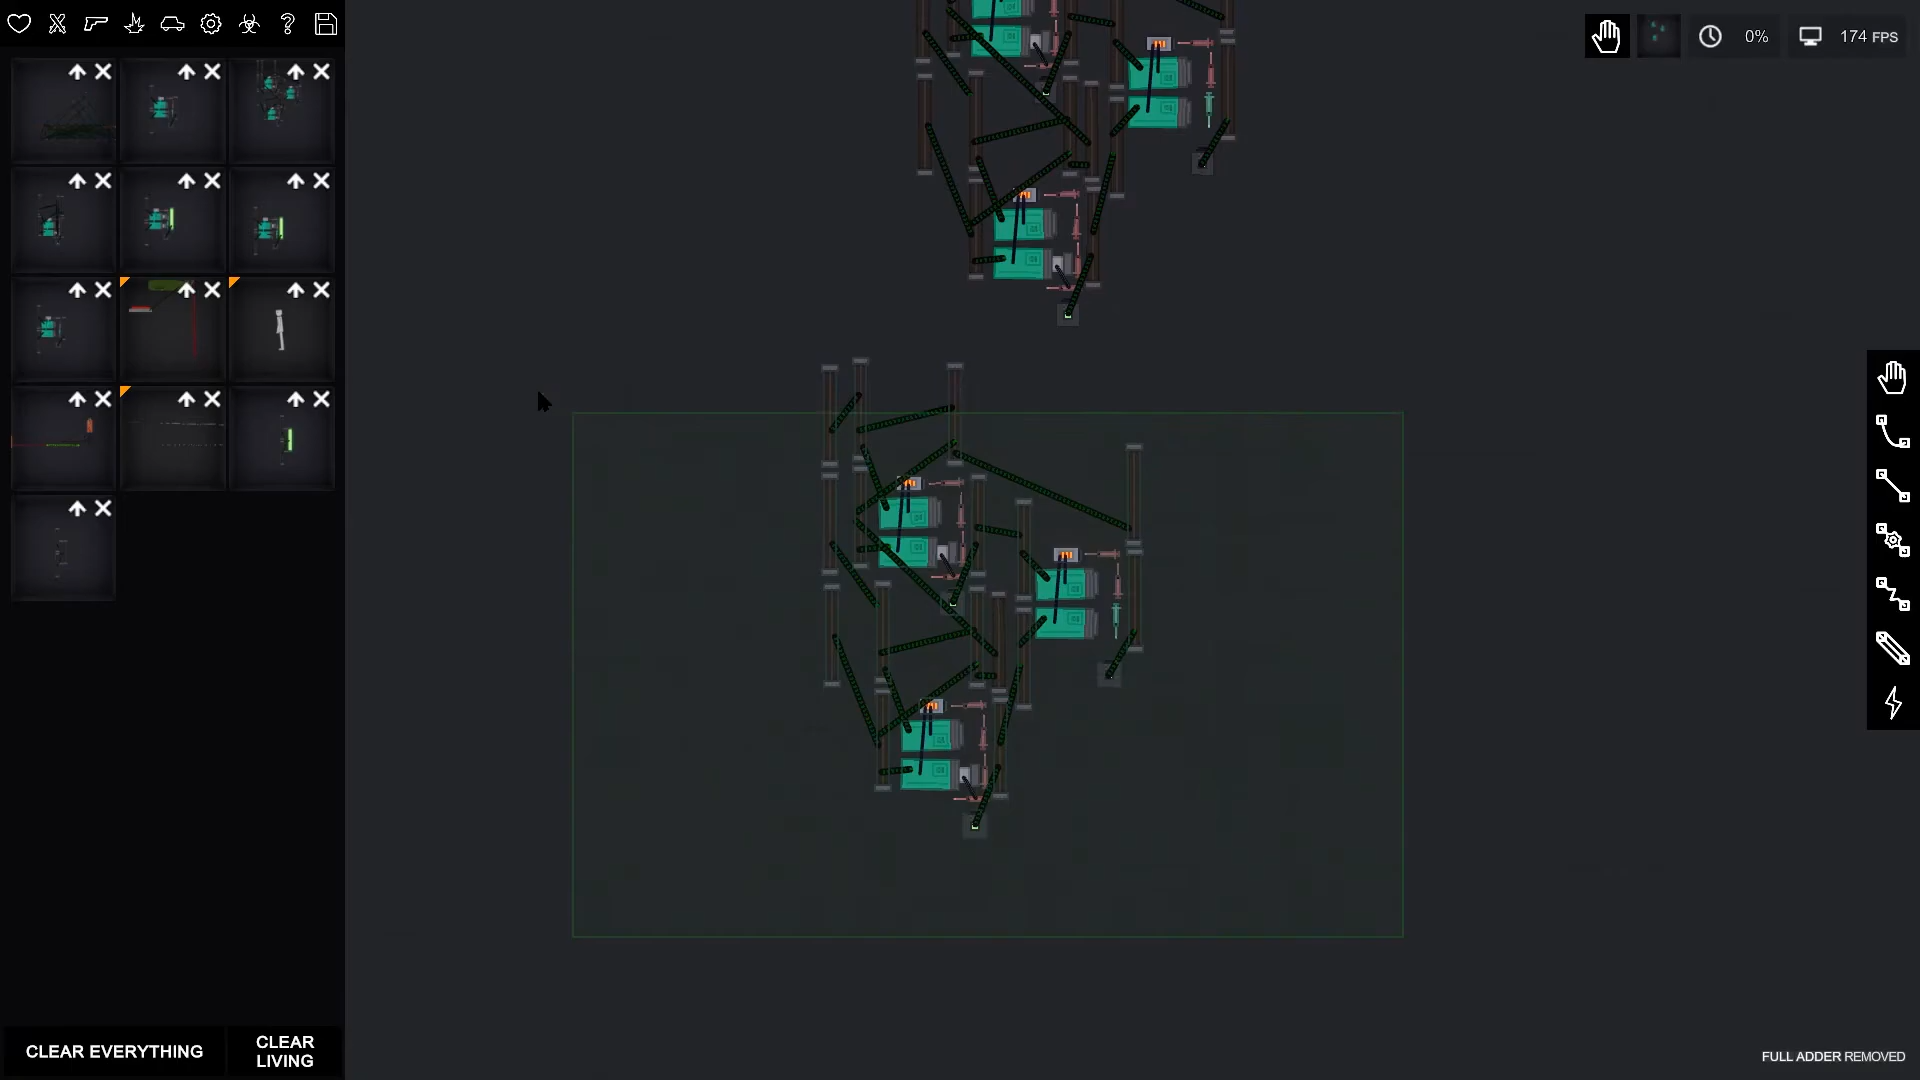 0%
174 FPS
CLEAR EVERYTHING
CLEAR
LIVING
FULL ADDER REMOVED